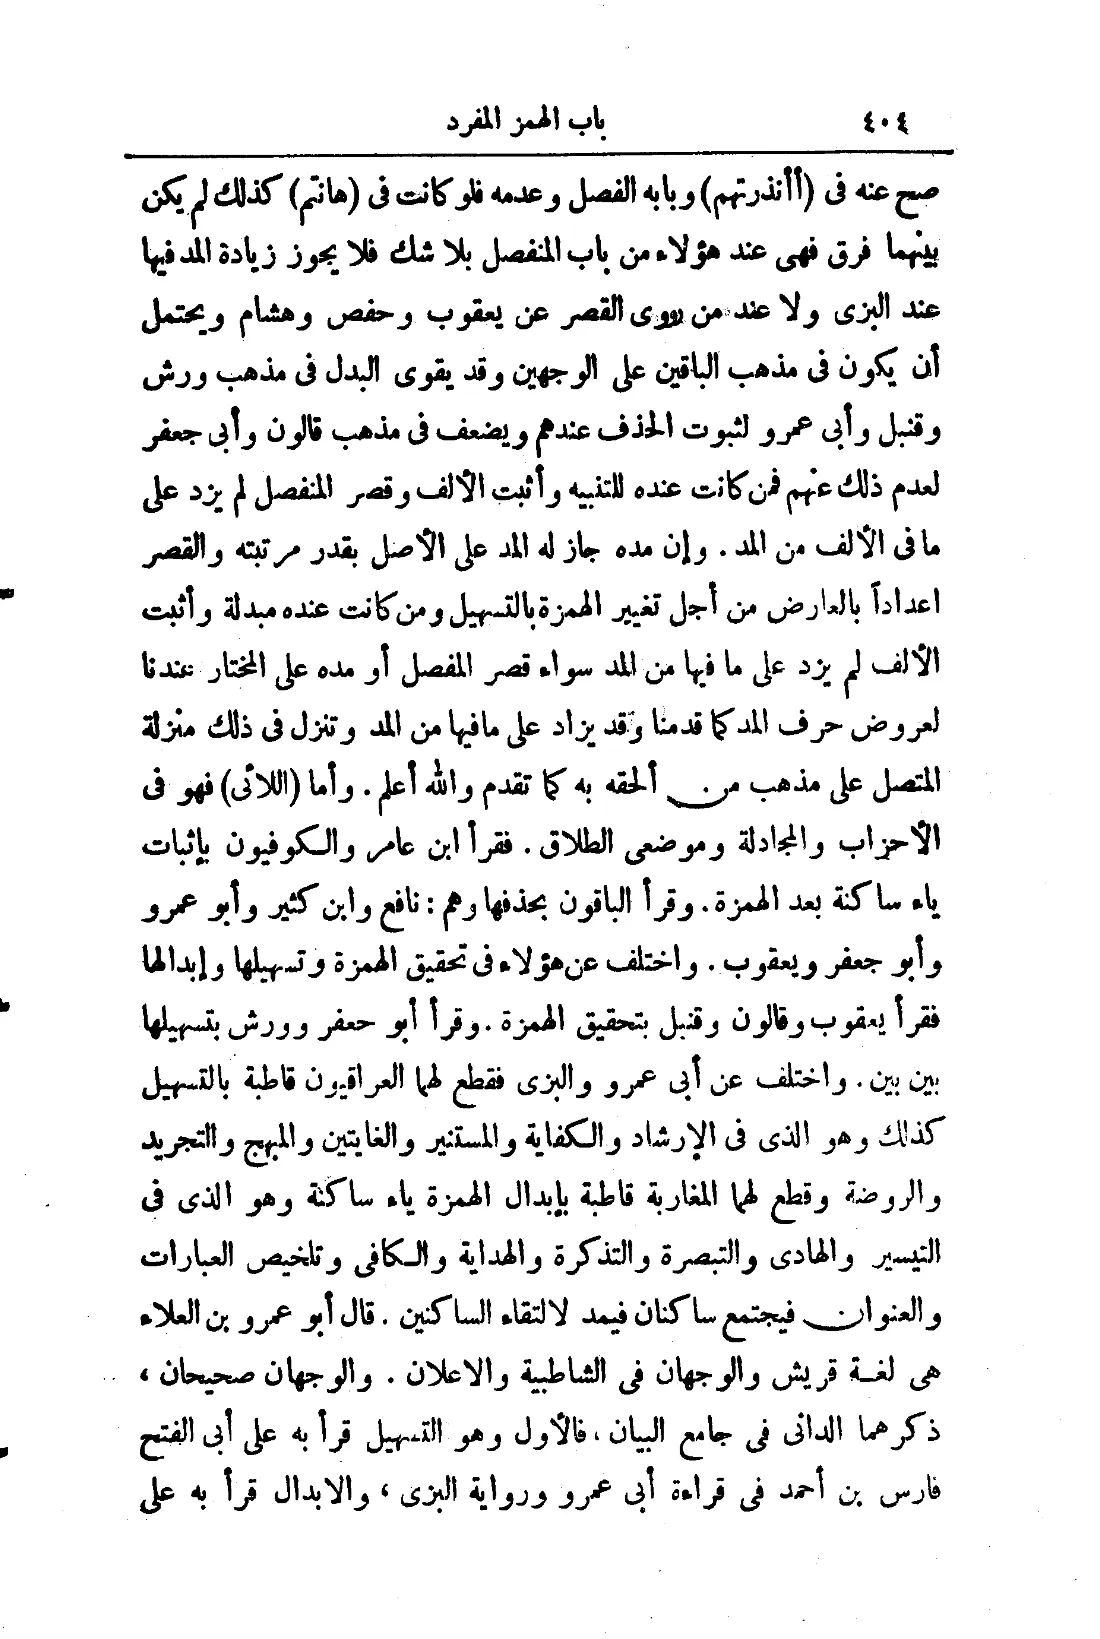 ٤٠٤ باب الهمز المفرد
صح عنه فى (أأنذرتهم) وبابه الفصل وعدمه فلو كانت فى (هانتم) كذلك لم يكن
بينهما فرق فهى عند هؤلاء من باب المنفصل بلا شك فلا يجوز زيادة المد فيها
عند البزى ولا عند من روى القصر عن يعقوب وحفص وهشام ويحتمل
أن يكون فى مذهب الباقين على الوجهين وقد يقوى البدل فى مذهب ورش
وقنبل وأبى عمرو لثبوت الحذف عندهم ويضعف فى مذهب قالون وأبى جعفر
لعدم ذلك عنهم فمن كانت عنده للتنبيه وأثبت الألف وقصر المنفصل لم يزد على
ما فى الألف من المد . وإن مده جاز له المد على الأصل بقدر مرتبته والقصر
اعداداً بالعارض من أجل تغيير الهمزة بالتسهيل ومن كانت عنده مبدلة وأثبت
الألف لم يزد على ما فيها من المد سواء قصر المفصل أو مده على المختار عندنا
لعروض حرف المد كما قدمنا وقد يزاد على مافيها من المد وتنزل فى ذلك منزلة
المتصل على مذهب من ألحقه به كما تقدم والله أعلم . وأما (اللائى) فهو فى
الأحزاب والمجادلة وموضعى الطلاق . فقرأ ابن عامر والكوفيون بإثبات
ياء ساكنة بعد الهمزة . وقرأ الباقون بحذفها وهم : نافع وابن كثير وأبو عمرو
وأبو جعفر ويعقوب . واختلف عن هؤلاء فى تحقيق الهمزة وتسهيلها وإبدالها
فقرأ يعقوب وقالون وقنبل بتحقيق الهمزة . وقرأ أبو جعفر وورش بتسهيلها
بين بين . واختلف عن أبى عمرو والبزى فقطع لهما العراقيون قاطبة بالتسهيل
كذلك وهو الذى فى الإرشاد والكفاية والمستنير والغايتين والمبهج والتجريد
والروضة وقطع لهما المغاربة قاطبة بإبدال الهمزة ياء ساكنة وهو الذى فى
التيسير والهادى والتبصرة والتذكرة والهداية والكافى وتلخيص العبارات
والعنوان فيجتمع ساكنان فيمد لالتقاء الساكنين . قال أبو عمرو بن العلاء
هى لغة قريش والوجهان فى الشاطبية والاعلان . والوجهان صحيحان ،
ذكرهما الدانى فى جامع البيان ، فالأول وهو التسهيل قرأ به على أبى الفتح
فارس بن أحمد فى قراءة أبى عمرو ورواية البزى ، والابدال قرأ به على